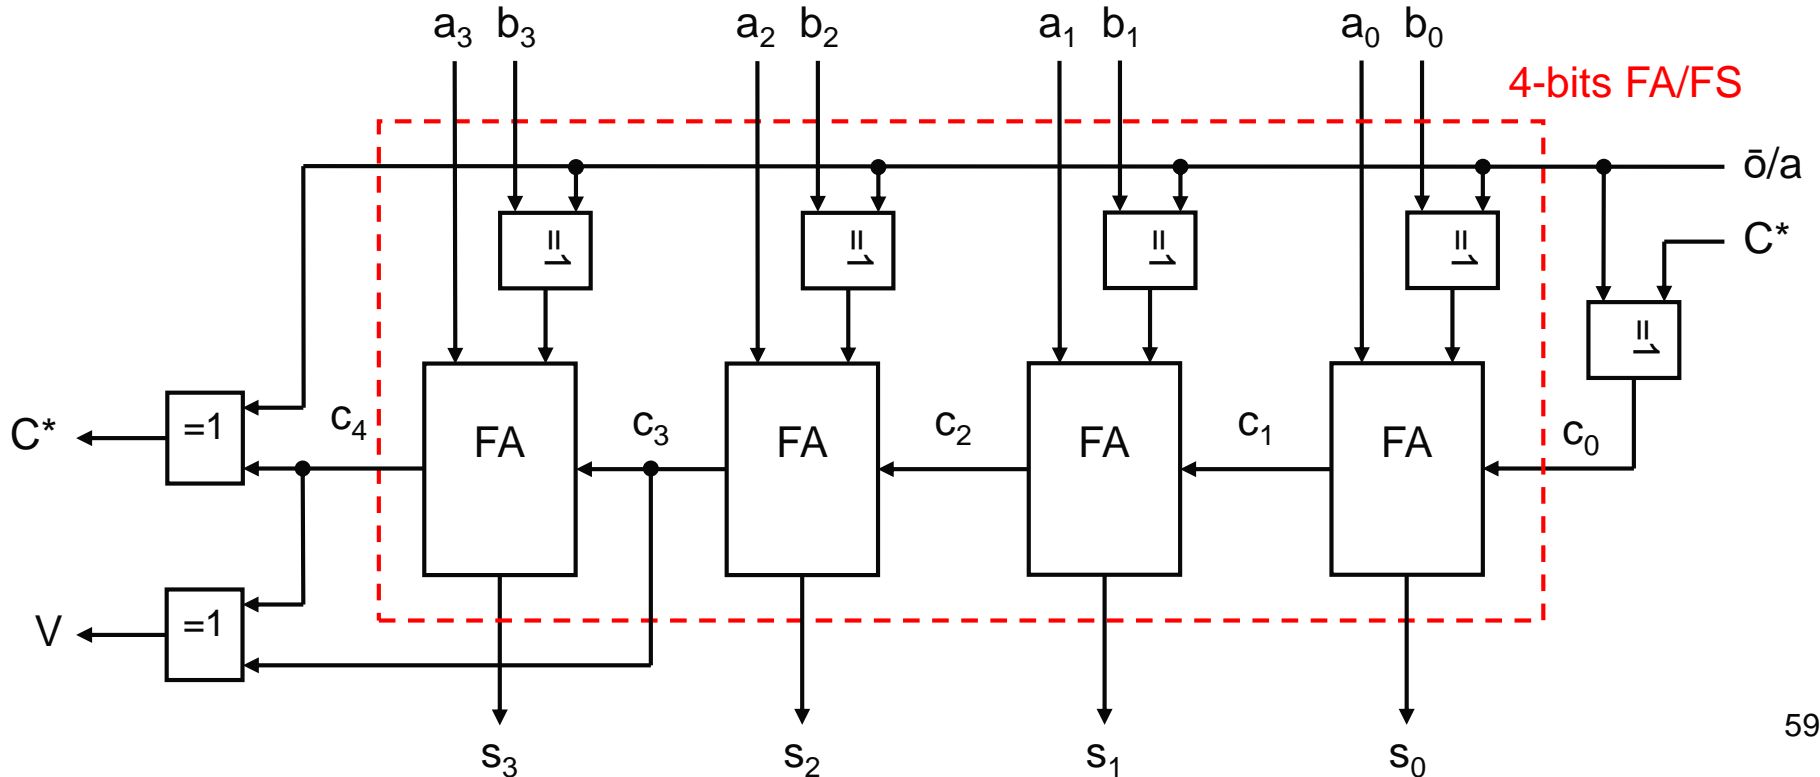 a₃ b₃ a₂ b₂ a₁ b₁ a₀ b₀
4-bits FA/FS
ō/a
C*
=1 =1 =1 =1
=1
C* =1 c₄ FA c₃ FA c₂ FA c₁ FA c₀
V =1
s₃ s₂ s₁ s₀
59